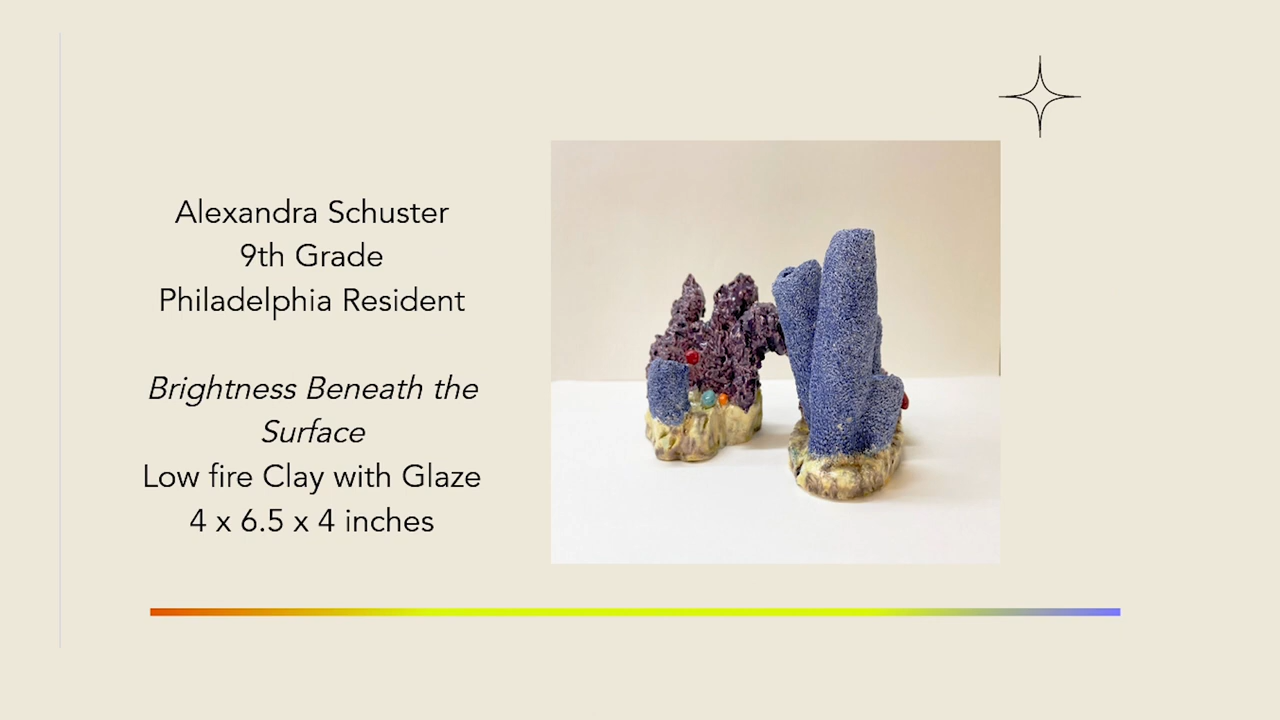 Alexandra Schuster
9th Grade
Philadelphia Resident
Brightness Beneath the
Surface
Low fire Clay with Glaze
4 x 6.5 x 4 inches